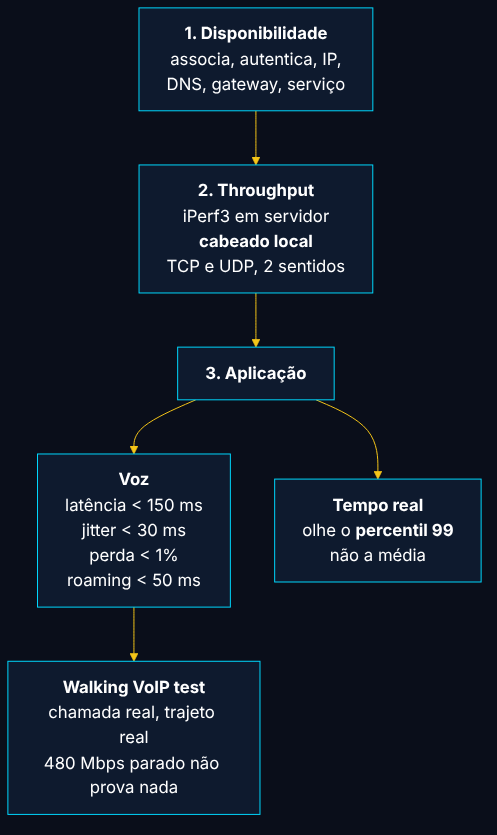 1. Disponibilidade
associa, autentica, IP,
DNS, gateway, serviço
2. Throughput
iPerf3 em servidor
cabeado local
TCP e UDP, 2 sentidos
3. Aplicação
Voz
latência < 150 ms
jitter < 30 ms
perda < 1%
roaming < 50 ms
Tempo real
olhe o percentil 99
não a média
Walking VoIP test
chamada real, trajeto
real
480 Mbps parado não
prova nada